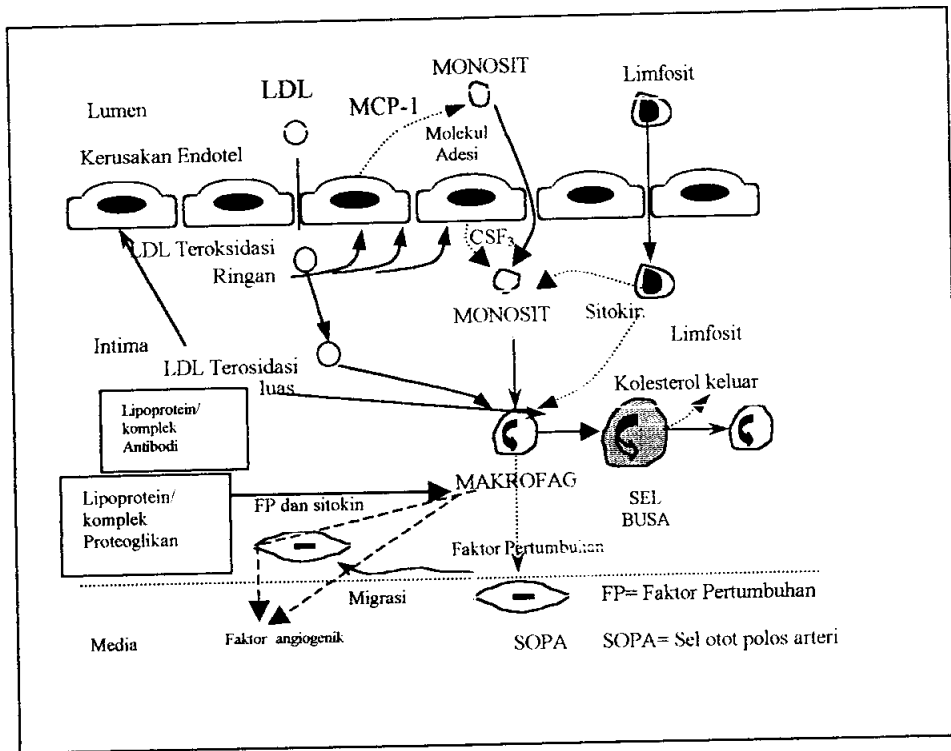 MONOSIT
Limfosit
LDL
MCP-1
Lumen
Molekul
Adesi
Kerusakan Endotel
LDL Teroksidasi
Ringan
CSF3
MONOSIT
Sitokin
Limfosit
Intima
LDL Terosidasi
luas
Kolesterol keluar
Lipoprotein/
komplek
Antibodi
MAKROFAG
SEL
BUSA
Lipoprotein/
komplek
Proteoglikan
FP dan sitokin
Faktor Pertumbuhan
Migrasi
FP= Faktor Pertumbuhan
Media
Faktor angiogenik
SOPA
SOPA= Sel otot polos arteri